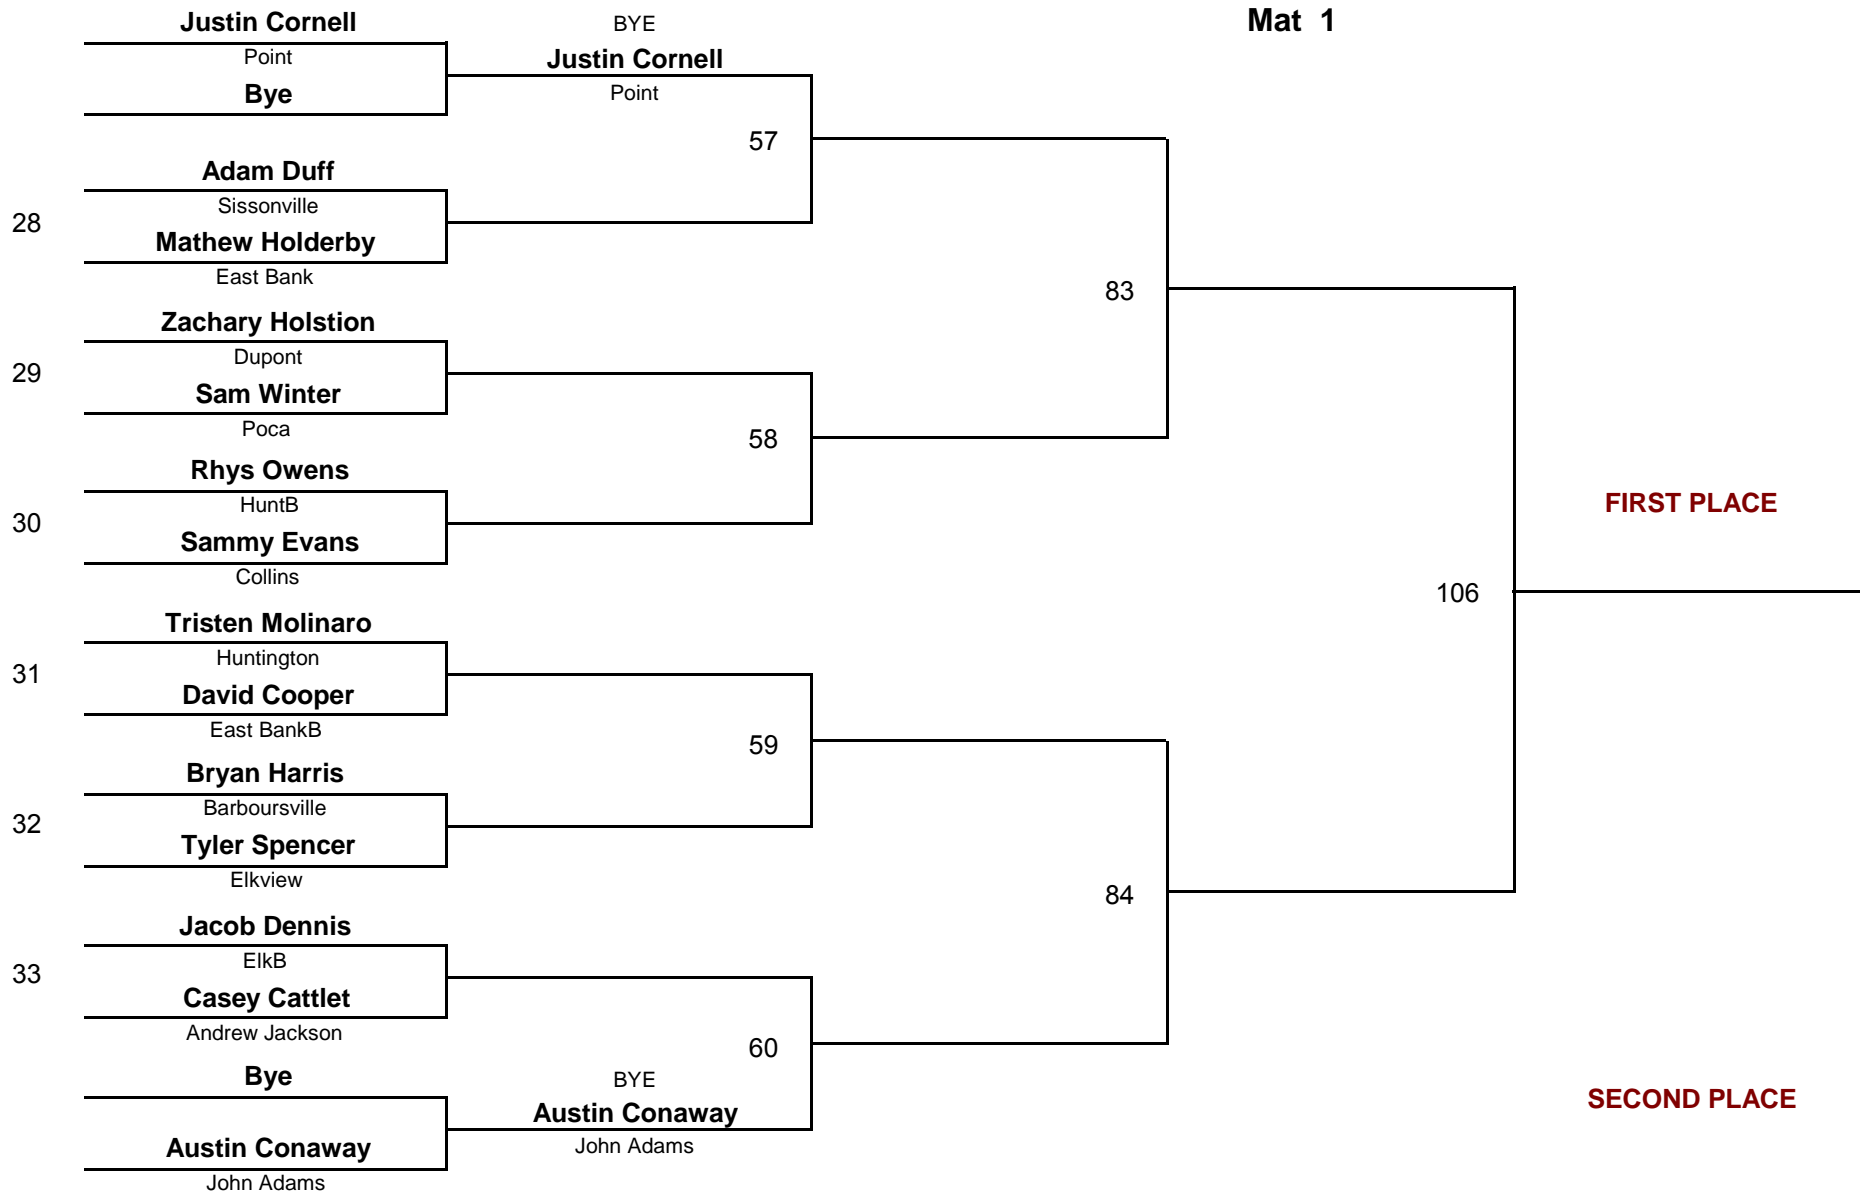 Justin Cornell
BYE
Mat 1
Point
Justin Cornell
Bye
Point
57
Adam Duff
Sissonville
28
Mathew Holderby
East Bank
83
Zachary Holstion
Dupont
29
Sam Winter
Poca
58
Rhys Owens
HuntB
FIRST PLACE
30
Sammy Evans
Collins
106
Tristen Molinaro
Huntington
31
David Cooper
East BankB
59
Bryan Harris
Barboursville
32
Tyler Spencer
Elkview
84
Jacob Dennis
ElkB
33
Casey Cattlet
Andrew Jackson
60
Bye
BYE
SECOND PLACE
Austin Conaway
Austin Conaway
John Adams
John Adams